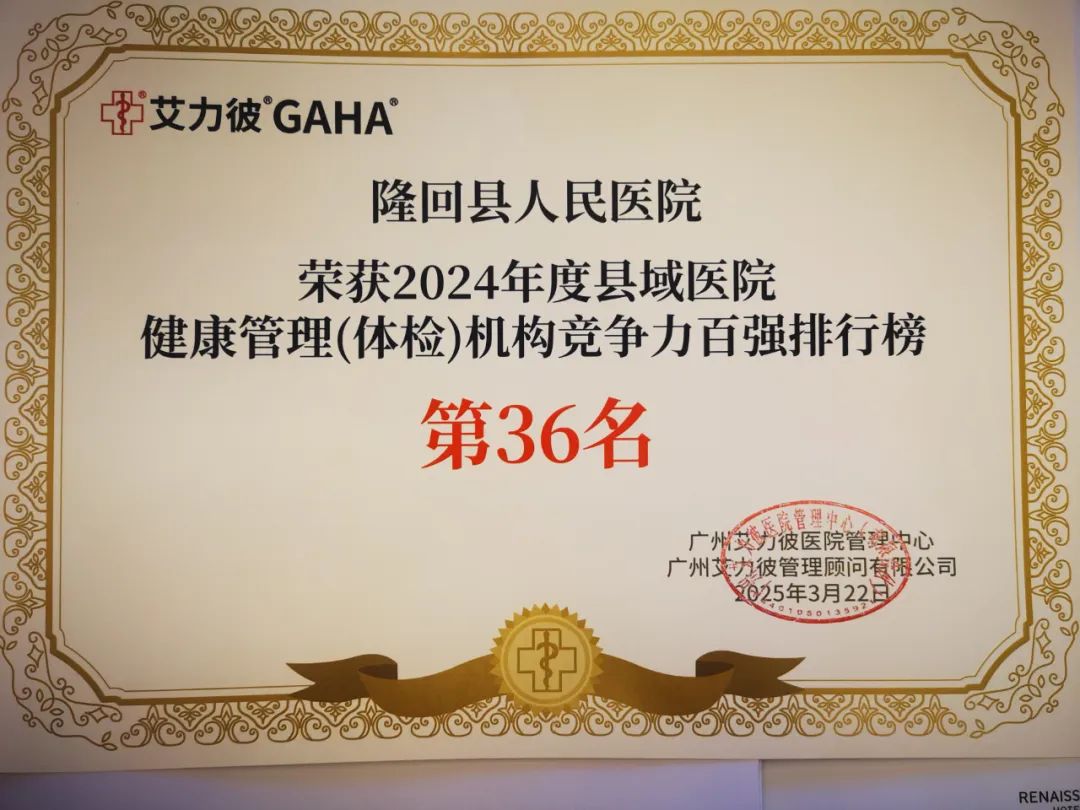 艾力彼®GAHA®
隆回县人民医院
荣获2024年度县域医院
健康管理(体检)机构竞争力百强排行榜
第36名
广州艾力彼医院管理中心
广州艾力彼管理顾问有限公司
2025年3月22日
RENAISS